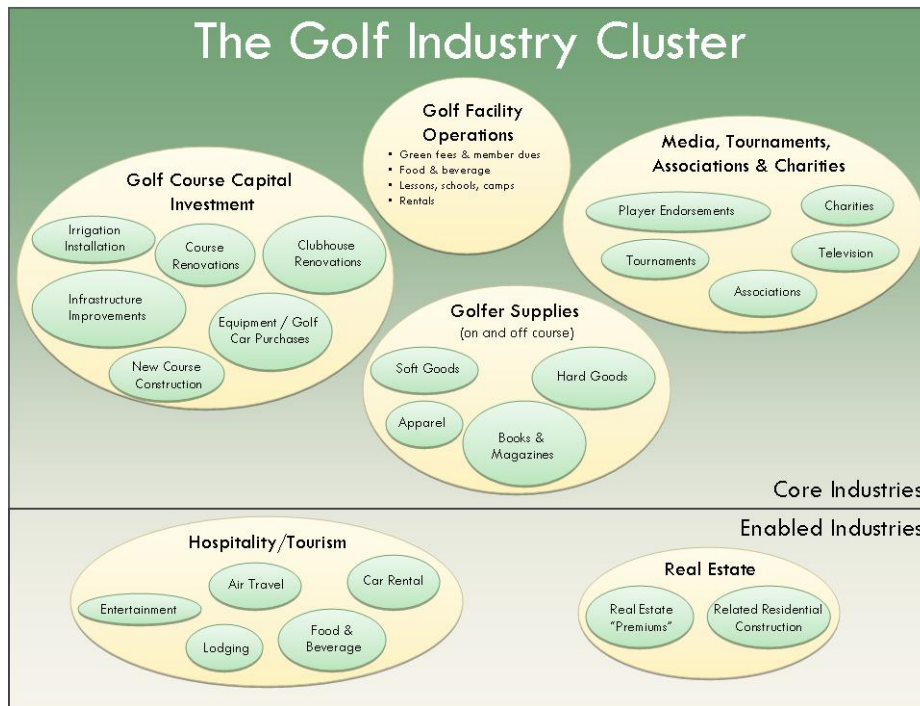 The Golf Industry Cluster
Golf Facility
Operations
▪ Green fees & member dues
▪ Food & beverage
▪ Lessons, schools, camps
▪ Rentals
Golf Course Capital
Investment
Irrigation
Installation
Course
Renovations
Clubhouse
Renovations
Infrastructure
Improvements
Equipment / Golf
Car Purchases
New Course
Construction
Media, Tournaments,
Associations & Charities
Player Endorsements
Charities
Tournaments
Television
Associations
Golfer Supplies
(on and off course)
Soft Goods
Hard Goods
Apparel
Books &
Magazines
Core Industries
Enabled Industries
Hospitality/Tourism
Air Travel
Car Rental
Entertainment
Lodging
Food &
Beverage
Real Estate
Real Estate
"Premiums"
Related Residential
Construction